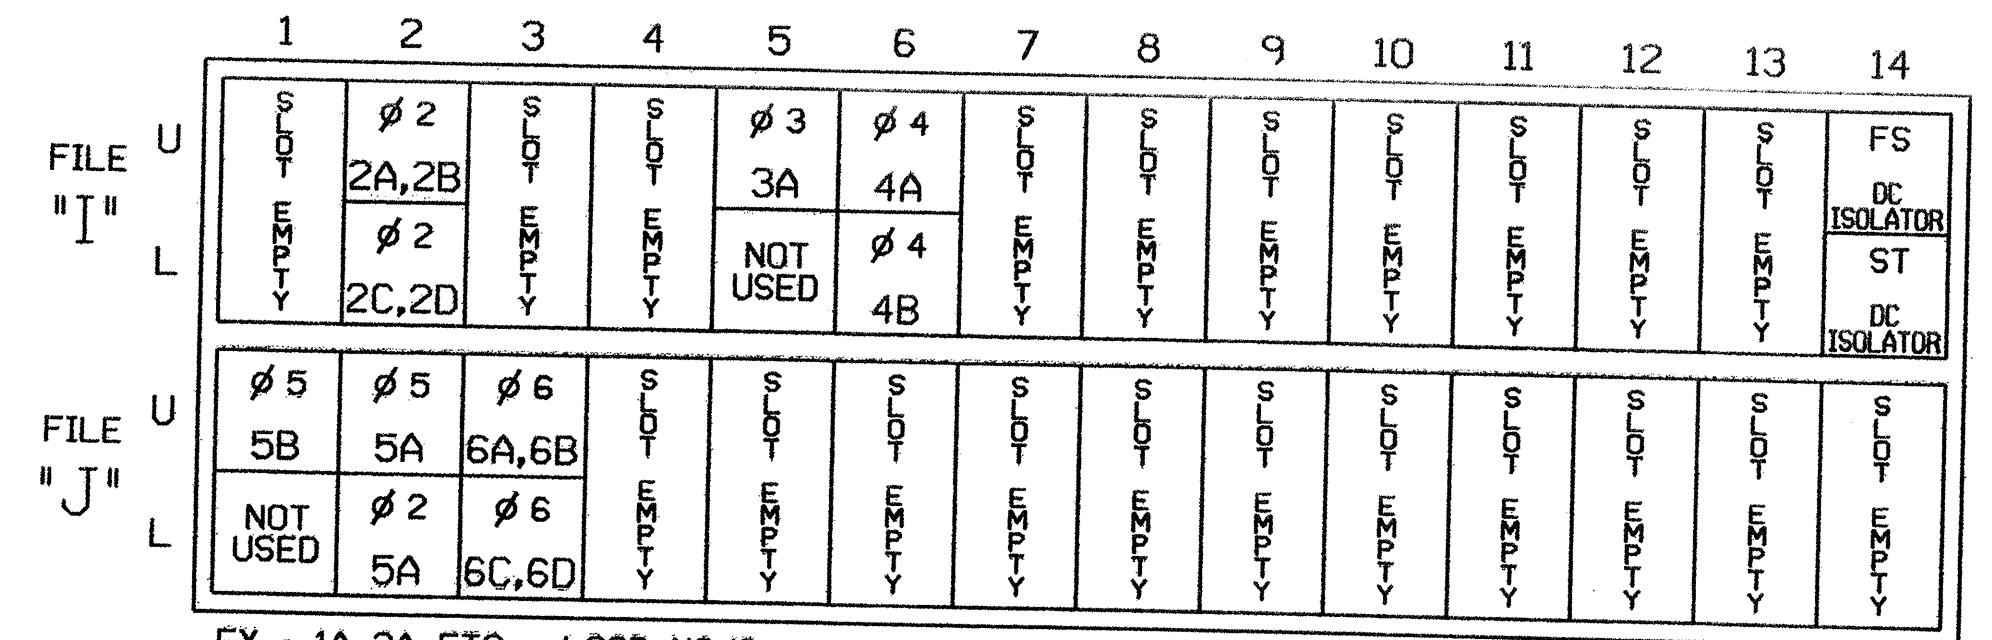 1 2 3 4 5 6 7 8 9 10 11 12 13 14
FILE "I"
U
L
SLOT EMPTY
ø 2
2A,2B
ø 2
2C,2D
SLOT EMPTY
SLOT EMPTY
ø 3
3A
NOT
USED
ø 4
4A
ø 4
4B
SLOT EMPTY
SLOT EMPTY
SLOT EMPTY
SLOT EMPTY
SLOT EMPTY
SLOT EMPTY
SLOT EMPTY
FS
DC
ISOLATOR
ST
DC
ISOLATOR
FILE
"J"
U
L
ø 5
5B
NOT
USED
ø 5
5A
ø 2
5A
ø 6
6A,6B
ø 6
6C,6D
SLOT EMPTY
SLOT EMPTY
SLOT EMPTY
SLOT EMPTY
SLOT EMPTY
SLOT EMPTY
SLOT EMPTY
SLOT EMPTY
SLOT EMPTY
SLOT EMPTY
SLOT EMPTY